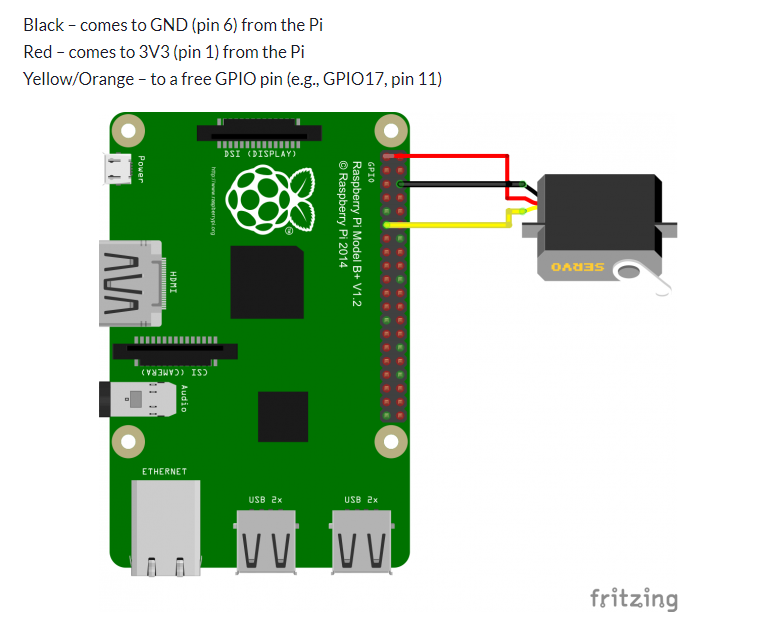 Black – comes to GND (pin 6) from the Pi
Red – comes to 3V3 (pin 1) from the Pi
Yellow/Orange – to a free GPIO pin (e.g., GPIO17, pin 11)
DSI (DISPLAY)
Power
http://www.raspberrypi.org
GPIO
Raspberry Pi Model B+ V1.2
© Raspberry Pi 2014
SERVO
HDMI
CSI (CAMERA)
Audio
ETHERNET
USB 2x
USB 2x
fritzing